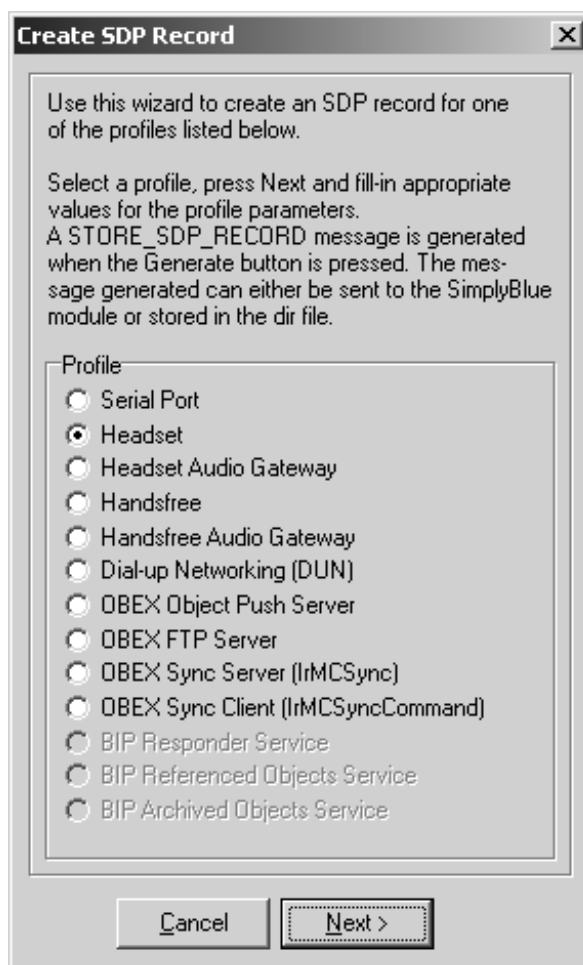 Create SDP Record
Use this wizard to create an SDP record for one
of the profiles listed below.
Select a profile, press Next and fill-in appropriate
values for the profile parameters.
A STORE_SDP_RECORD message is generated
when the Generate button is pressed. The mes-
sage generated can either be sent to the SimplyBlue
module or stored in the dir file.
Profile
Serial Port
Headset
Headset Audio Gateway
Handsfree
Handsfree Audio Gateway
Dial-up Networking (DUN)
OBEX Object Push Server
OBEX FTP Server
OBEX Sync Server (IrMCSync)
OBEX Sync Client (IrMCSyncCommand)
BIP Responder Service
BIP Referenced Objects Service
BIP Archived Objects Service
Cancel
Next >